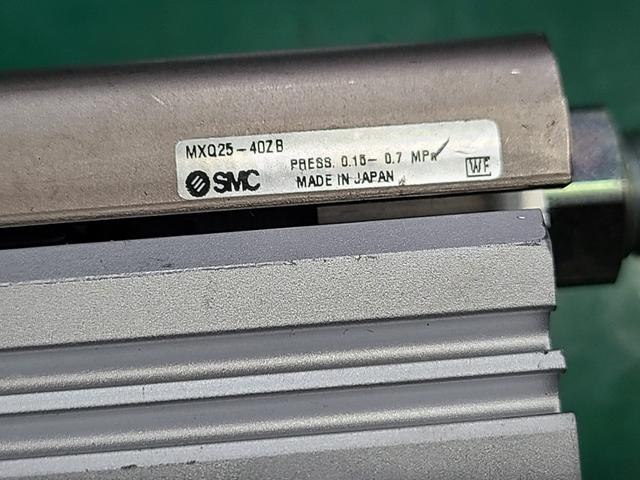 MXQ25-40ZB
PRESS. 0.15- 0.7 MPa
SMC
MADE IN JAPAN
WF